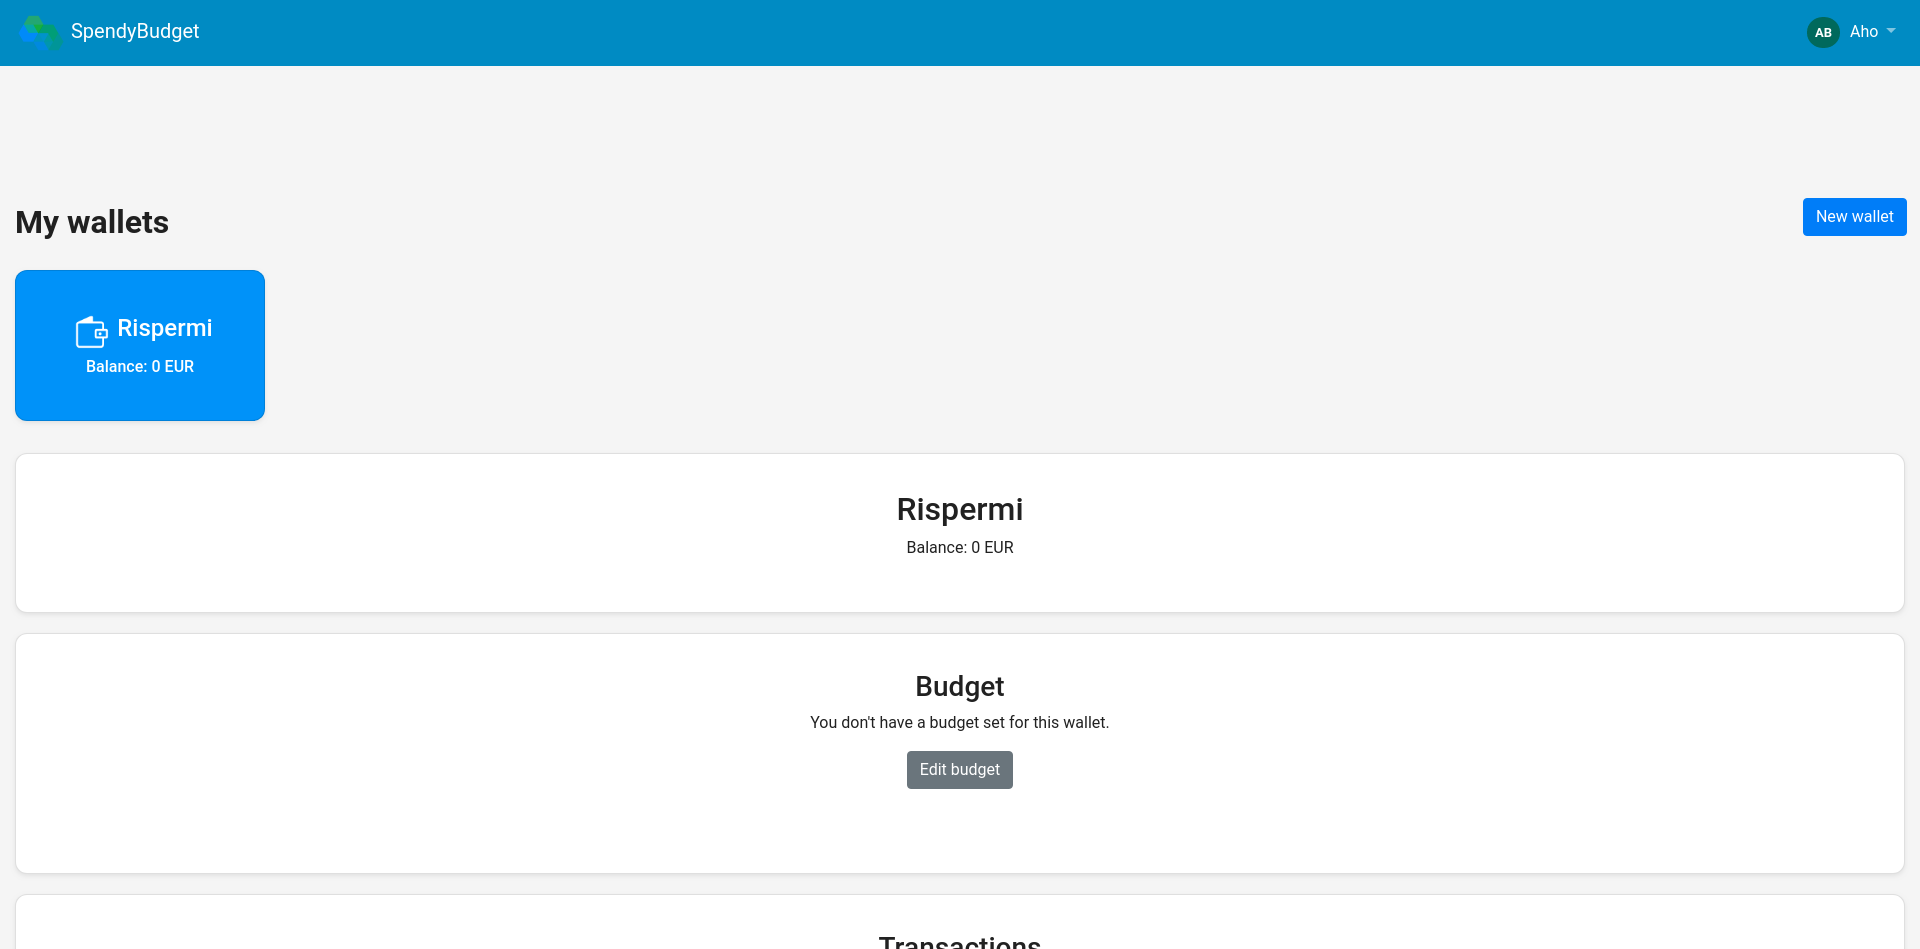 SpendyBudget
AB Aho
My wallets
New wallet
Rispermi
Balance: 0 EUR
Rispermi
Balance: 0 EUR
Budget
You don't have a budget set for this wallet.
Edit budget
Transactions